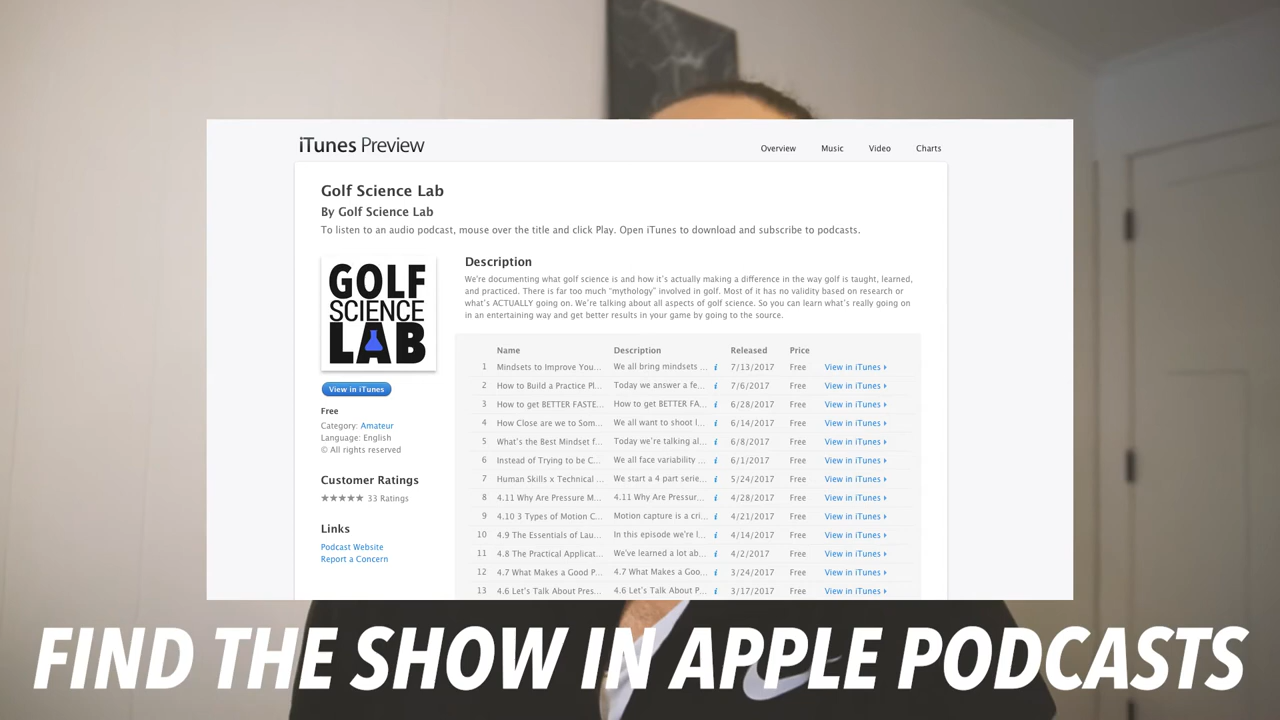 iTunes Preview
Overview Music Video Charts
Golf Science Lab
By Golf Science Lab
To listen to an audio podcast, mouse over the title and click Play. Open iTunes to download and subscribe to podcasts.
GOLF
SCIENCE
LAB
View in iTunes
Free
Category: Amateur
Language: English
© All rights reserved
Customer Ratings
★★★★★ 33 Ratings
Links
Podcast Website
Report a Concern
Description
We're documenting what golf science is and how it's actually making a difference in the way golf is taught, learned,
and practiced. There is far too much "mythology" involved in golf. Most of it has no validity based on research or
what's ACTUALLY going on. We're talking about all aspects of golf science. So you can learn what's really going on
in an entertaining way and get better results in your game by going to the source.
Name Description Released Price
1 Mindsets to Improve You... We all bring mindsets ... i 7/13/2017 Free View in iTunes
2 How to Build a Practice Pl... Today we answer a fe... i 7/6/2017 Free View in iTunes
3 How to get BETTER FASTE... How to get BETTER FA... i 6/28/2017 Free View in iTunes
4 How Close are we to Som... We all want to shoot l... i 6/14/2017 Free View in iTunes
5 What's the Best Mindset f... Today we're talking al... i 6/8/2017 Free View in iTunes
6 Instead of Trying to be C... We all face variability ... i 6/1/2017 Free View in iTunes
7 Human Skills x Technical ... We start a 4 part serie... i 5/24/2017 Free View in iTunes
8 4.11 Why Are Pressure M... 4.11 Why Are Pressur... i 4/28/2017 Free View in iTunes
9 4.10 3 Types of Motion C... Motion capture is a cri... i 4/21/2017 Free View in iTunes
10 4.9 The Essentials of Lau... In this episode we're l... i 4/14/2017 Free View in iTunes
11 4.8 The Practical Applicat... We've learned a lot ab... i 4/2/2017 Free View in iTunes
12 4.7 What Makes a Good P... 4.7 What Makes a Goo... i 3/24/2017 Free View in iTunes
13 4.6 Let's Talk About Pres... 4.6 Let's Talk About P... i 3/17/2017 Free View in iTunes
FIND THE SHOW IN APPLE PODCASTS